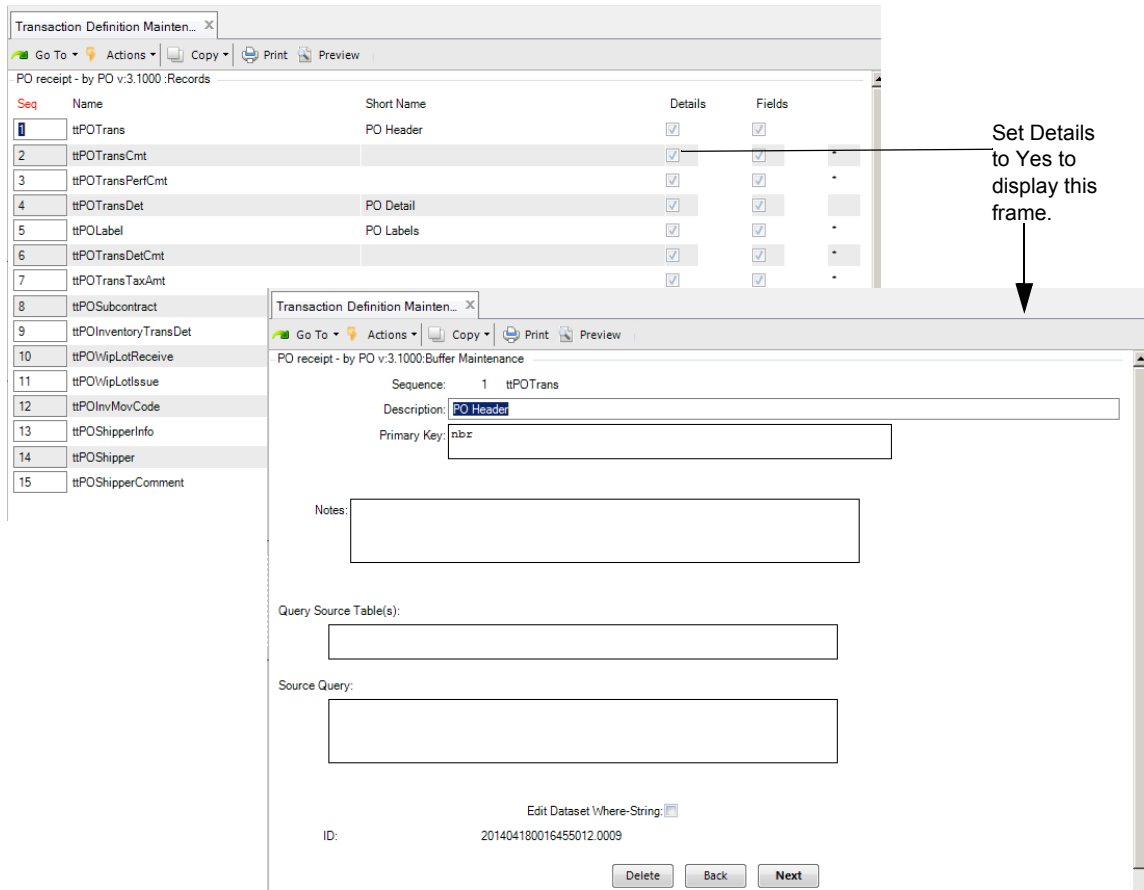 Transaction Definition Mainten... X
Go To Actions Copy Print Preview
PO receipt - by PO v:3.1000 :Records
Seq Name Short Name Details Fields
1 ttPOTrans PO Header
2 ttPOTransCmt *
3 ttPOTransPerfCmt *
4 ttPOTransDet PO Detail
5 ttPOLabel PO Labels *
6 ttPOTransDetCmt *
7 ttPOTransTaxAmt *
8 ttPOSubcontract
9 ttPOInventoryTransDet
10 ttPOWipLotReceive
11 ttPOWipLotIssue
12 ttPOInvMovCode
13 ttPOShipperInfo
14 ttPOShipper
15 ttPOShipperComment
Set Details
to Yes to
display this
frame.
Transaction Definition Mainten... X
Go To Actions Copy Print Preview
PO receipt - by PO v:3.1000:Buffer Maintenance
Sequence: 1 ttPOTrans
Description: PO Header
Primary Key: nbr
Notes:
Query Source Table(s):
Source Query:
Edit Dataset Where-String:
ID: 201404180016455012.0009
Delete Back Next